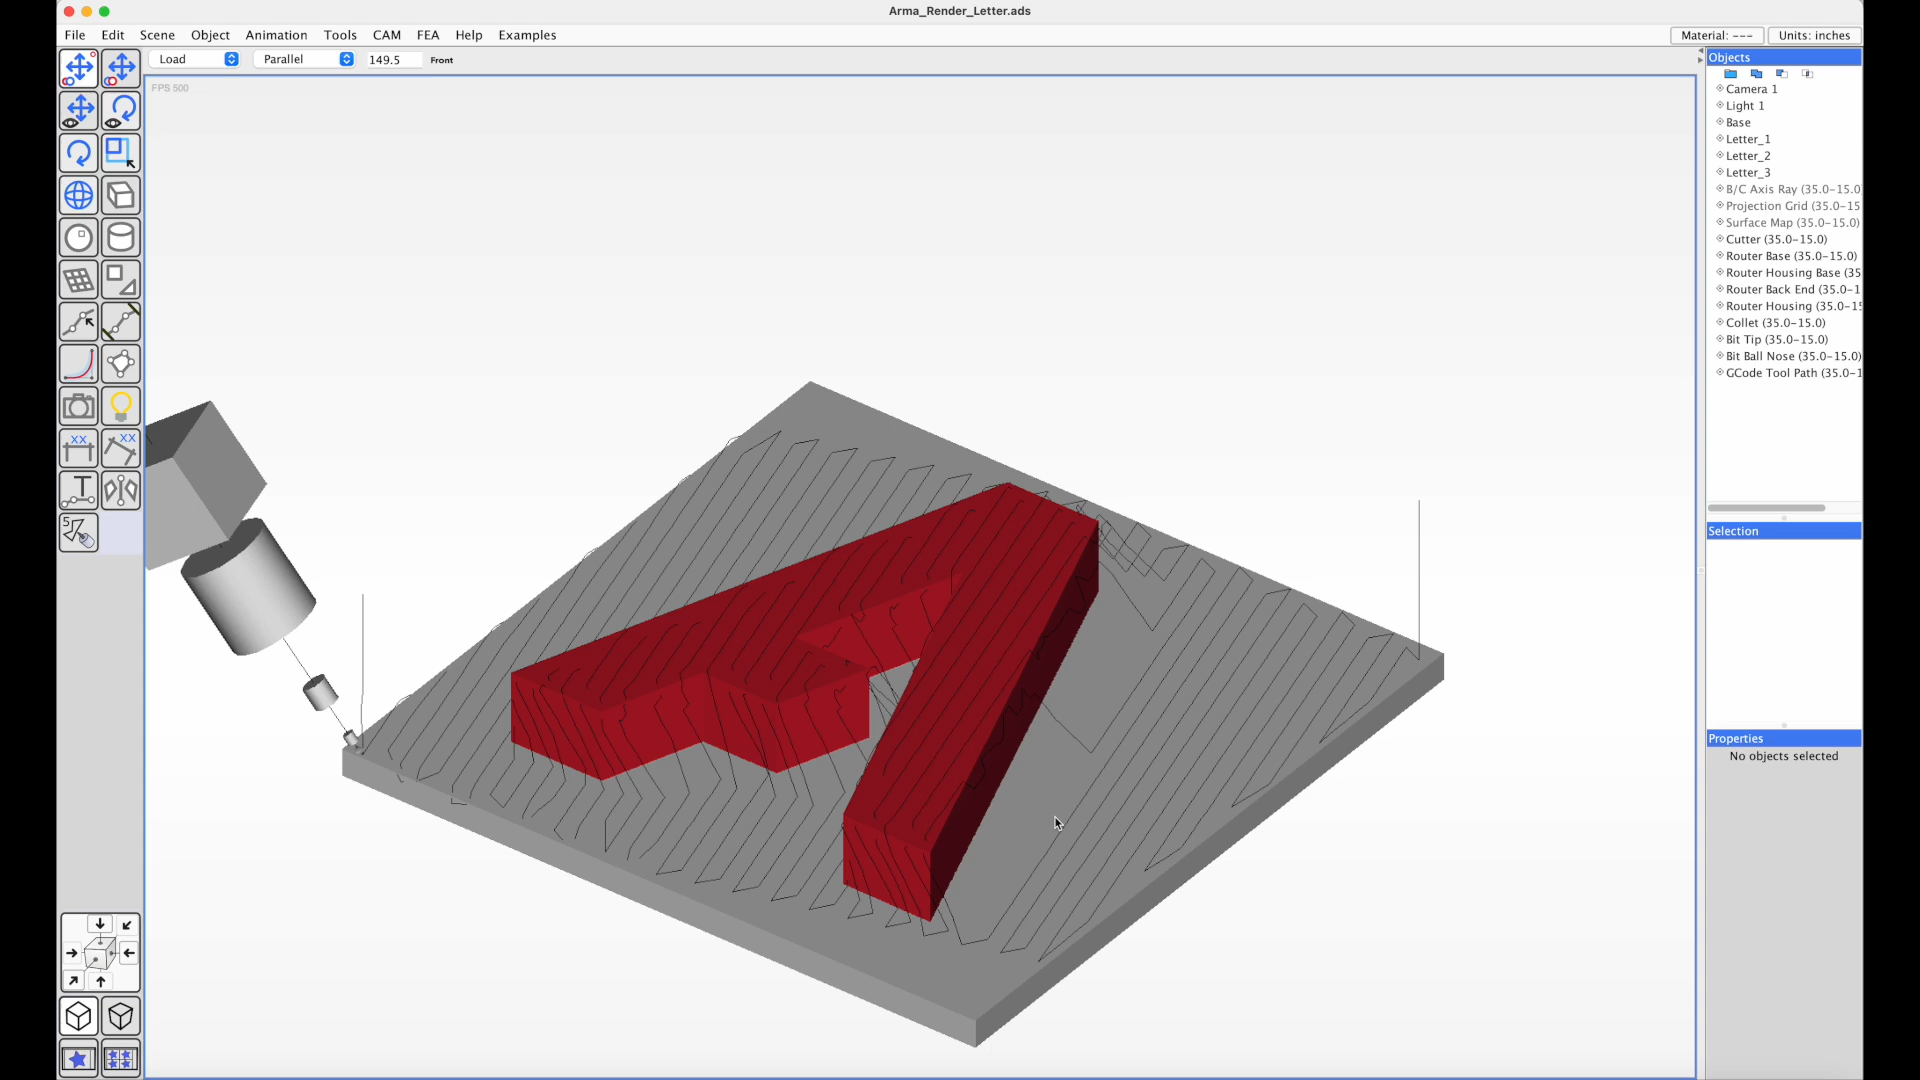 Arma_Render_Letter.ads
File Edit Scene Object Animation Tools CAM FEA Help Examples
Material: --- Units: inches
Load Parallel 149.5 Front
FPS 500
Objects
Camera 1
Light 1
Base
Letter_1
Letter_2
Letter_3
B/C Axis Ray (35.0-15.0
Projection Grid (35.0-15
Surface Map (35.0-15.0)
Cutter (35.0-15.0)
Router Base (35.0-15.0)
Router Housing Base (35
Router Back End (35.0-1
Router Housing (35.0-15
Collet (35.0-15.0)
Bit Tip (35.0-15.0)
Bit Ball Nose (35.0-15.0)
GCode Tool Path (35.0-1
XX XX
T
5
Selection
Properties
No objects selected